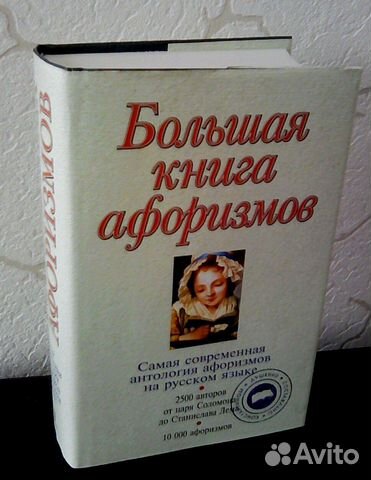 Большая
книга
афоризмов
Самая современная
антология афоризмов
на русском языке
2500 авторов
от царя Соломона
до Станислава Лема
10 000 афоризмов
АФОРИЗМОВ
Avito